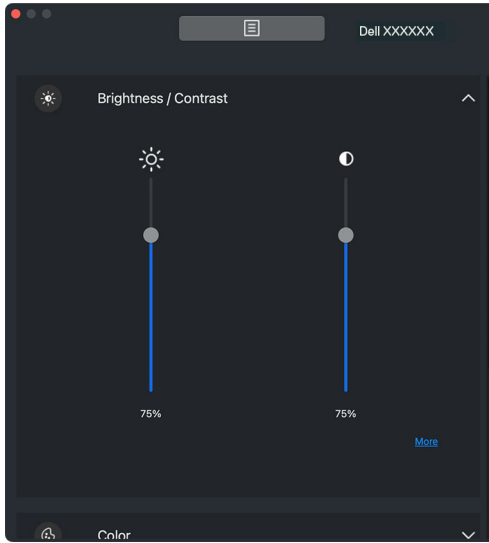 Dell XXXXXX
Brightness / Contrast
75% 75%
More
Color